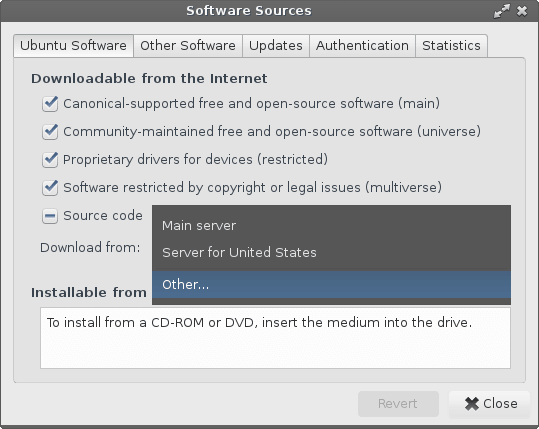 Software Sources
Ubuntu Software Other Software Updates Authentication Statistics
Downloadable from the Internet
Canonical-supported free and open-source software (main)
Community-maintained free and open-source software (universe)
Proprietary drivers for devices (restricted)
Software restricted by copyright or legal issues (multiverse)
Source code
Main server
Download from:
Server for United States
Other...
Installable from
To install from a CD-ROM or DVD, insert the medium into the drive.
Revert Close